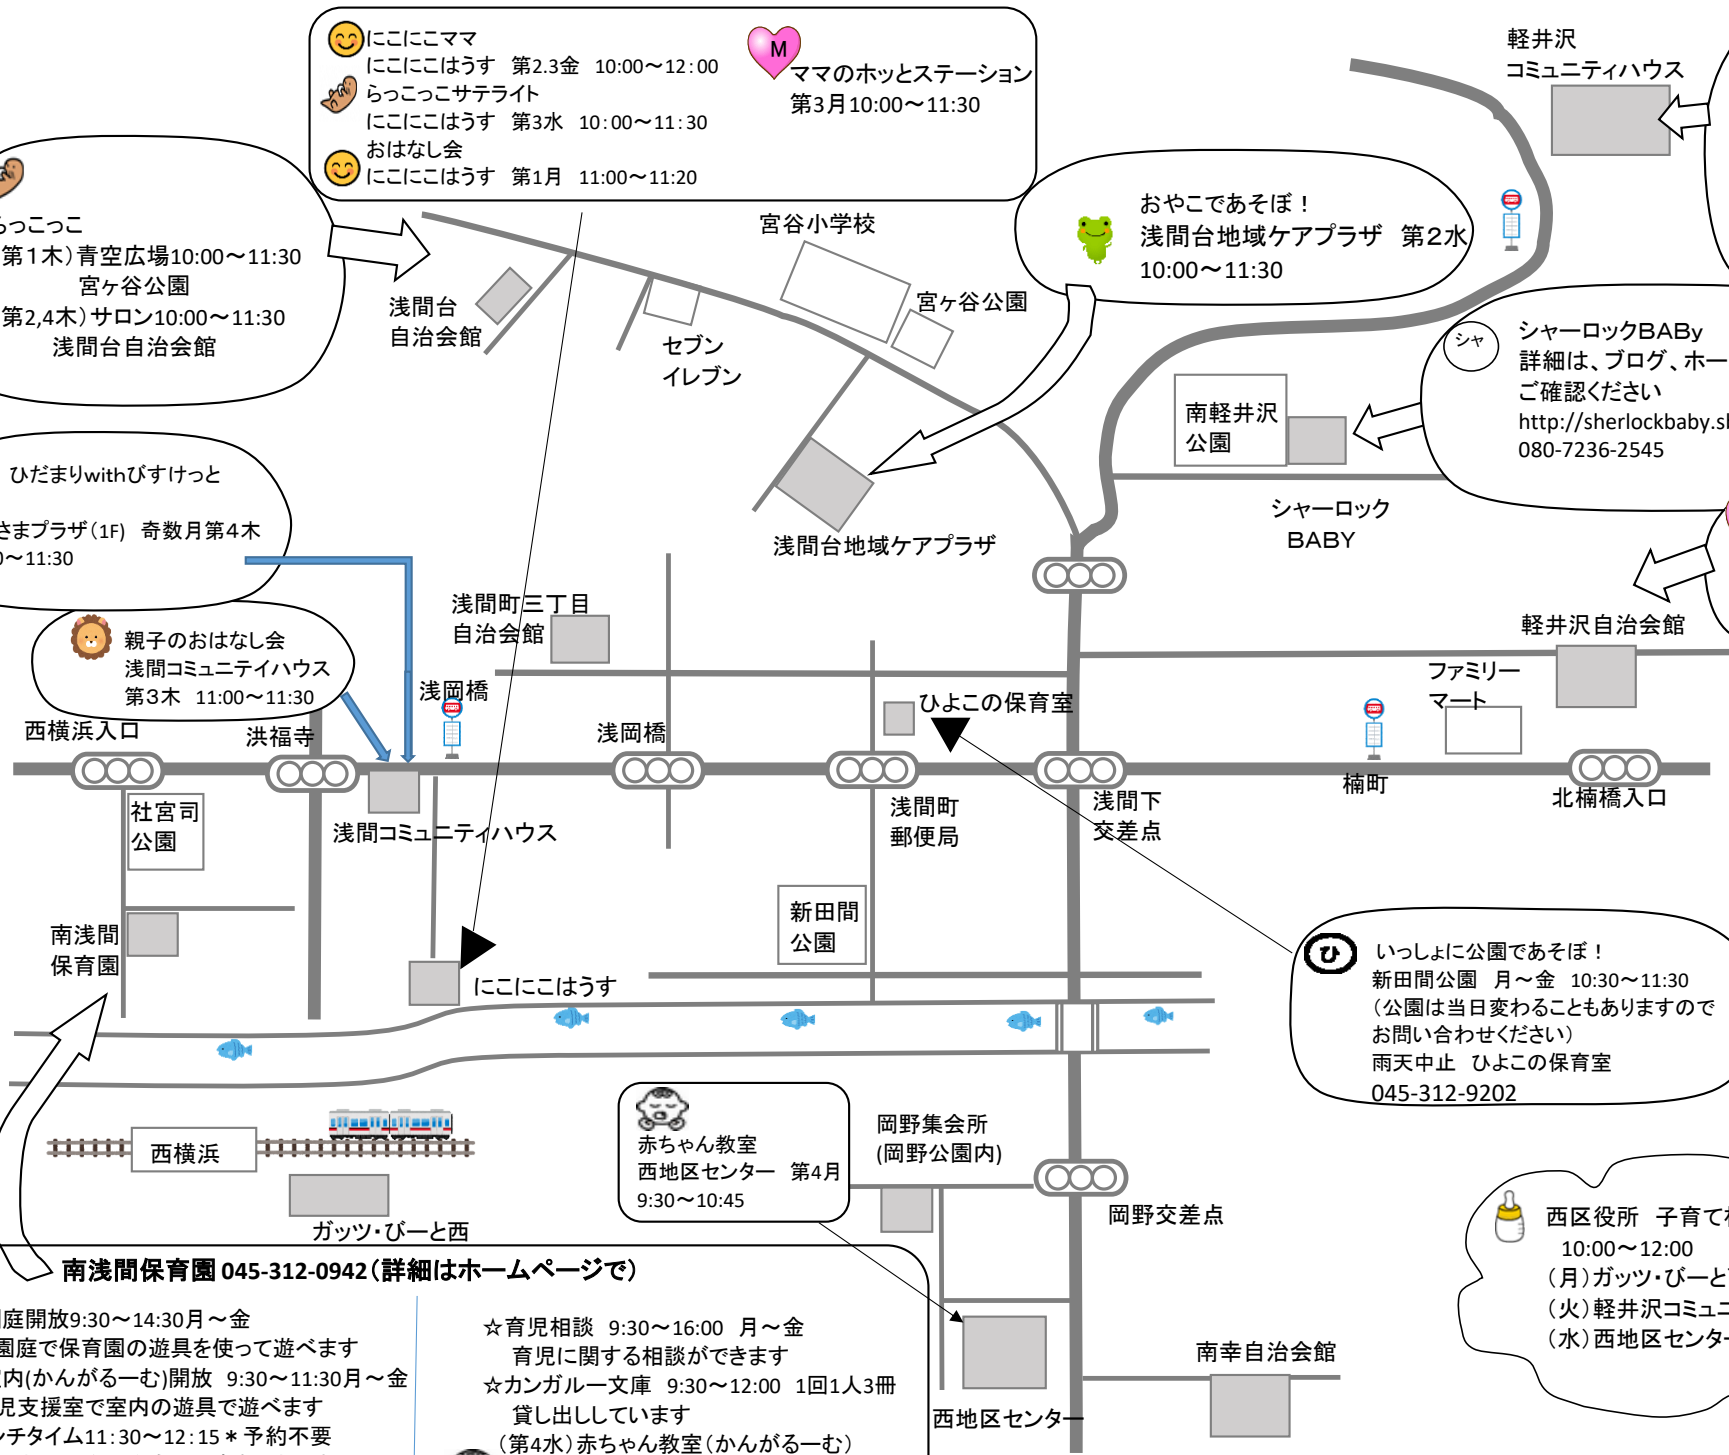 にこにこママ
にこにこはうす 第2.3金 10:00～12:00
らっこっこサテライト
にこにこはうす 第3水 10:00～11:30
おはなし会
にこにこはうす 第1月 11:00～11:20
M
ママのホッとステーション
第3月10:00～11:30
軽井沢
コミュニティハウス
らっこっこ
第1木）青空広場10:00～11:30
宮ヶ谷公園
第2,4木）サロン10:00～11:30
浅間台自治会館
おやこであそぼ！
浅間台地域ケアプラザ 第2水
10:00～11:30
宮谷小学校
宮ヶ谷公園
浅間台
自治会館
セブン
イレブン
シャ
シャーロックBABy
詳細は、ブログ、ホー
ご確認ください
http://sherlockbaby.sl
080-7236-2545
南軽井沢
公園
シャーロック
BABY
浅間台地域ケアプラザ
ひだまりwithびすけっと
さまプラザ（1F) 奇数月第4木
～11:30
親子のおはなし会
浅間コミュニテイハウス
第3木 11:00～11:30
浅間町三丁目
自治会館
軽井沢自治会館
ファミリー
マート
浅岡橋
ひよこの保育室
西横浜入口
洪福寺
浅岡橋
楠町
北楠橋入口
社宮司
公園
浅間コミュニティハウス
浅間町
郵便局
浅間下
交差点
南浅間
保育園
新田間
公園
にこにこはうす
ひ
いっしょに公園であそぼ！
新田間公園 月～金 10:30～11:30
（公園は当日変わることもありますので
お問い合わせください）
雨天中止 ひよこの保育室
045-312-9202
西横浜
ガッツ・びーと西
赤ちゃん教室
西地区センター 第4月
9:30～10:45
岡野集会所
(岡野公園内)
岡野交差点
西区役所 子育て
10:00～12:00
（月）ガッツ・びーと
（火）軽井沢コミュニ
（水）西地区センター
南浅間保育園 045-312-0942（詳細はホームページで）
庭開放9:30～14:30月～金
園庭で保育園の遊具を使って遊べます
内(かんがるーむ)開放 9:30～11:30月～金
児支援室で室内の遊具で遊べます
ンチタイム11:30～12:15＊予約不要
☆育児相談 9:30～16:00 月～金
育児に関する相談ができます
☆カンガルー文庫 9:30～12:00 1回1人3冊
貸し出ししています
（第4水）赤ちゃん教室（かんがるーむ）
西地区センター
南幸自治会館